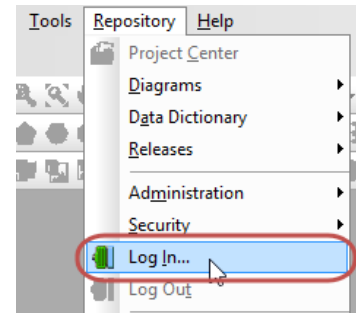 Tools Repository Help
Project Center
Diagrams
Data Dictionary
Releases
Administration
Security
Log In...
Log Out